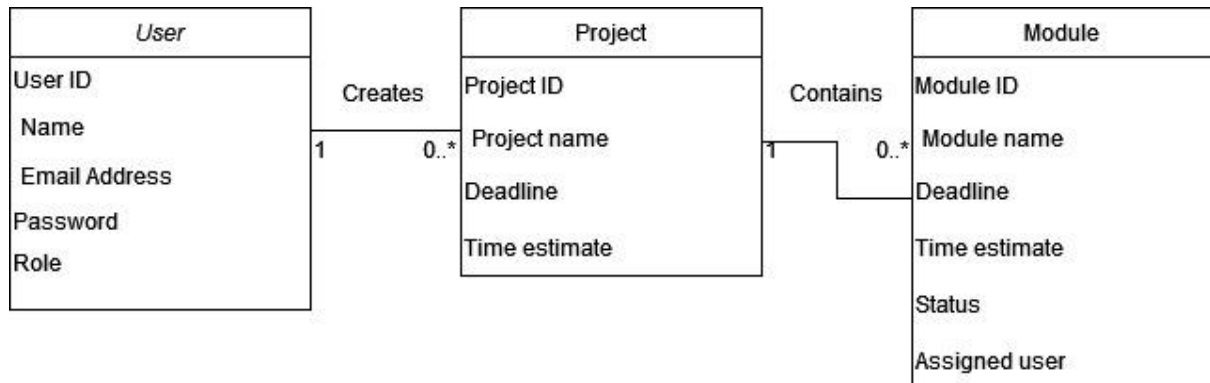 User
User ID
Name
Email Address
Password
Role
Creates
1
0..*
Project
Project ID
Project name
Deadline
Time estimate
Contains
1
0..*
Module
Module ID
Module name
Deadline
Time estimate
Status
Assigned user